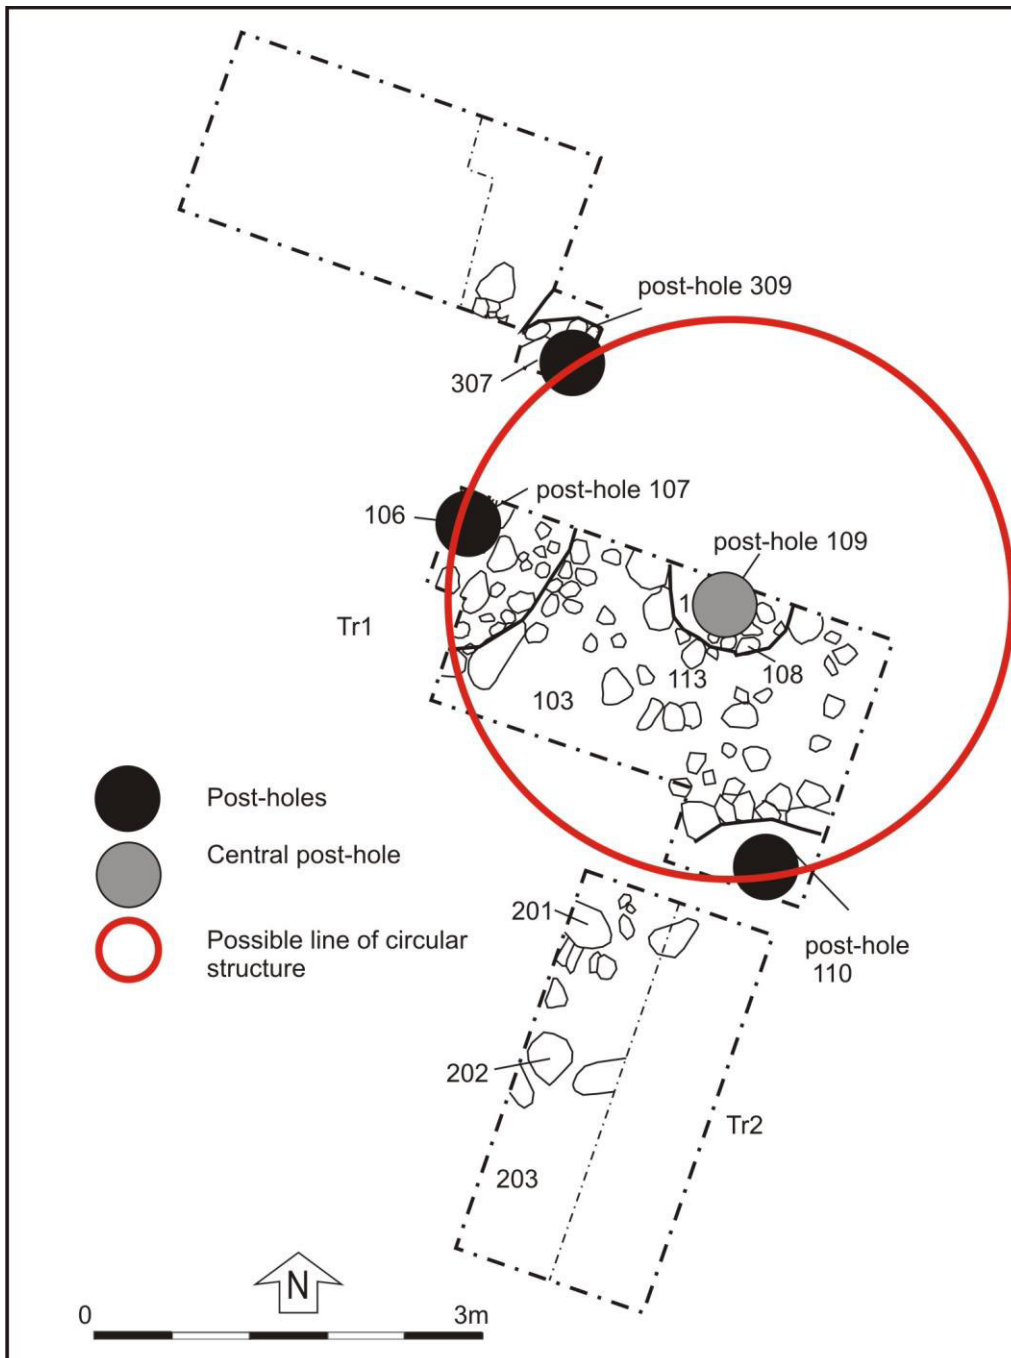 post-hole 309
307
post-hole 107
106
post-hole 109
Tr1
1
108
113
103
Post-holes
Central post-hole
201
Possible line of circular
structure
post-hole
110
202
Tr2
203
N
0 3m